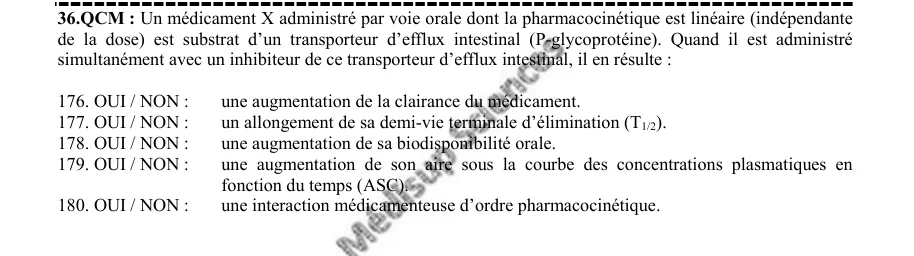 36.QCM : Un médicament X administré par voie orale dont la pharmacocinétique est linéaire (indépendante
de la dose) est substrat d'un transporteur d'efflux intestinal (P-glycoprotéine). Quand il est administré
simultanément avec un inhibiteur de ce transporteur d'efflux intestinal, il en résulte :
176. OUI / NON : une augmentation de la clairance du médicament.
177. OUI / NON : un allongement de sa demi-vie terminale d'élimination (T1/2).
178. OUI / NON : une augmentation de sa biodisponibilité orale.
179. OUI / NON : une augmentation de son aire sous la courbe des concentrations plasmatiques en
fonction du temps (ASC).
180. OUI / NON : une interaction médicamenteuse d'ordre pharmacocinétique.
Médisup Sciences